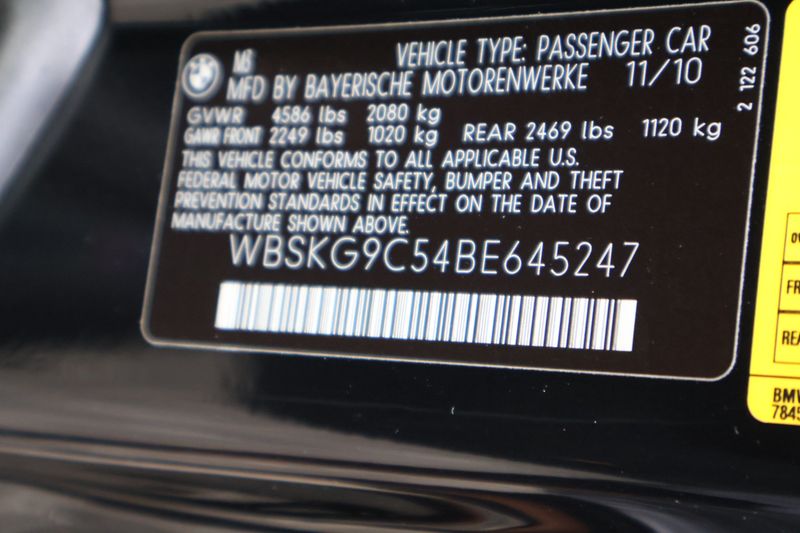 M3 VEHICLE TYPE: PASSENGER CAR
MFD BY BAYERISCHE MOTORENWERKE 11/10
GVWR 4586 lbs 2080 kg
GAWR FRONT 2249 lbs 1020 kg REAR 2469 lbs 1120 kg
THIS VEHICLE CONFORMS TO ALL APPLICABLE U.S.
FEDERAL MOTOR VEHICLE SAFETY, BUMPER AND THEFT
PREVENTION STANDARDS IN EFFECT ON THE DATE OF
MANUFACTURE SHOWN ABOVE.
WBSKG9C54BE645247
2 122 606
FR
REA
BMW
7845